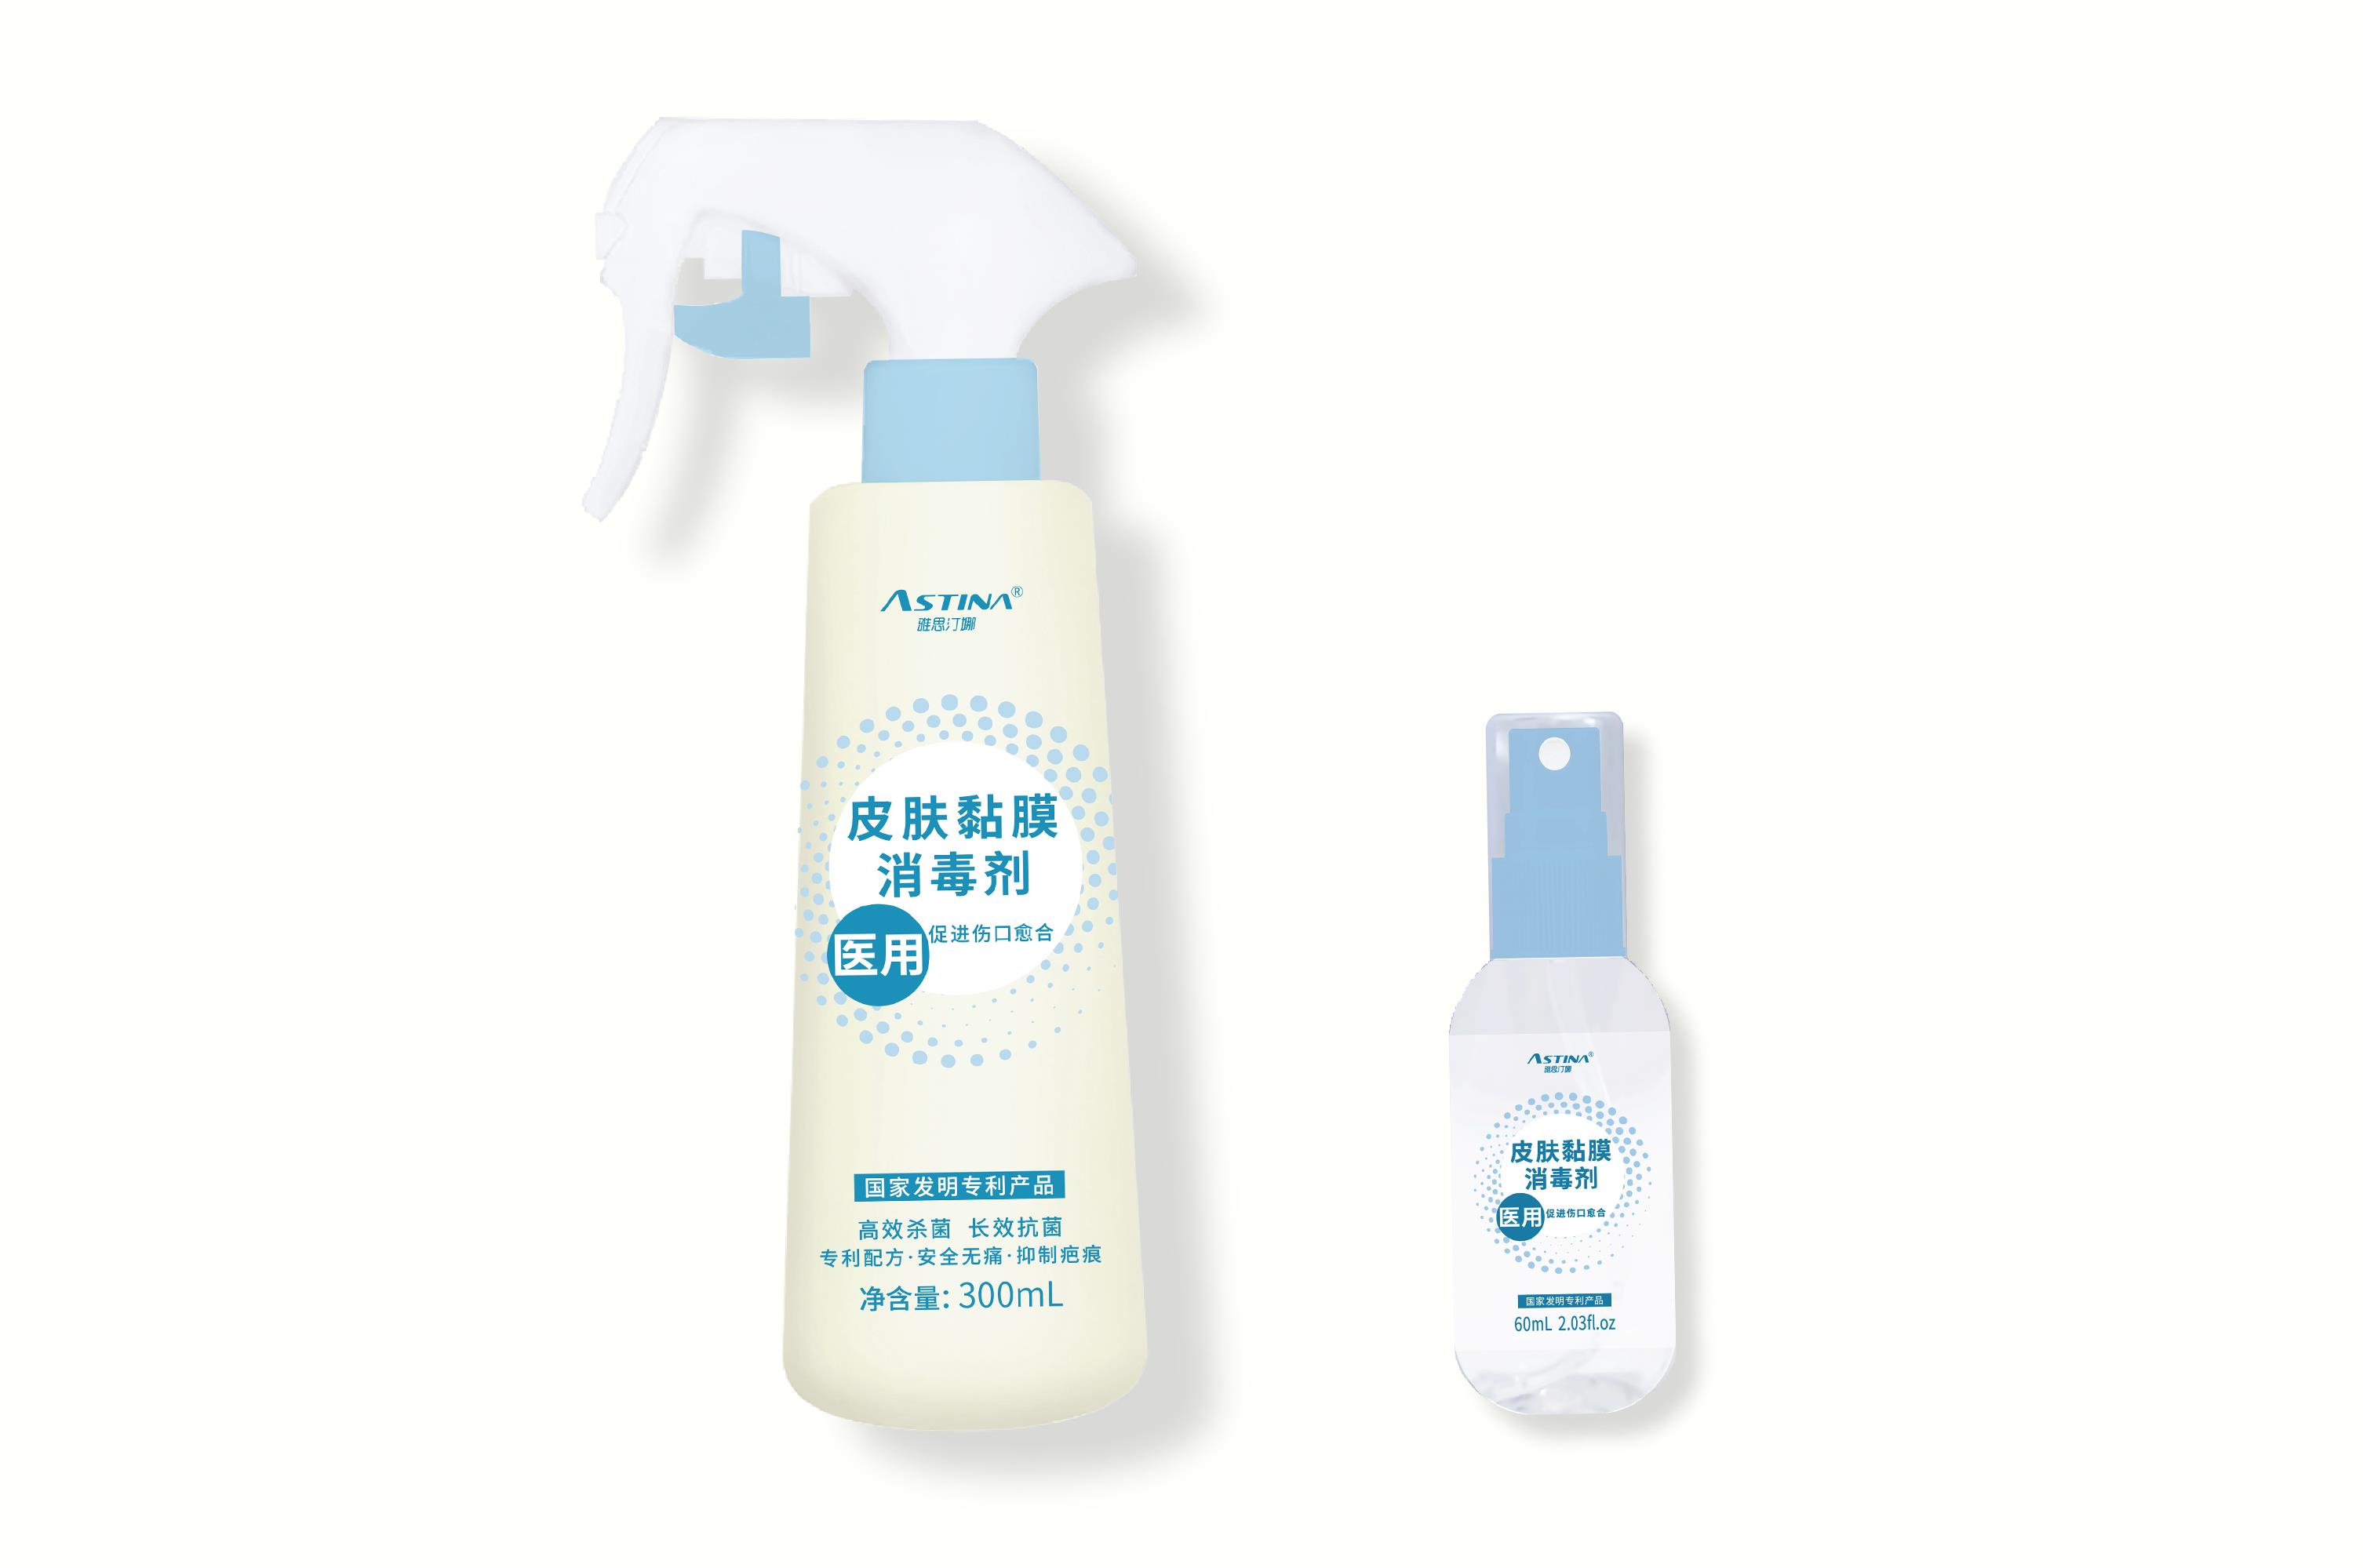 ASTINA®
雅思汀娜
皮肤黏膜
消毒剂
医用
促进伤口愈合
国家发明专利产品
高效杀菌 长效抗菌
专利配方·安全无痛·抑制疤痕
净含量: 300mL
ASTINA®
雅思汀娜
皮肤黏膜
消毒剂
医用
促进伤口愈合
国家发明专利产品
60mL 2.03fl.oz